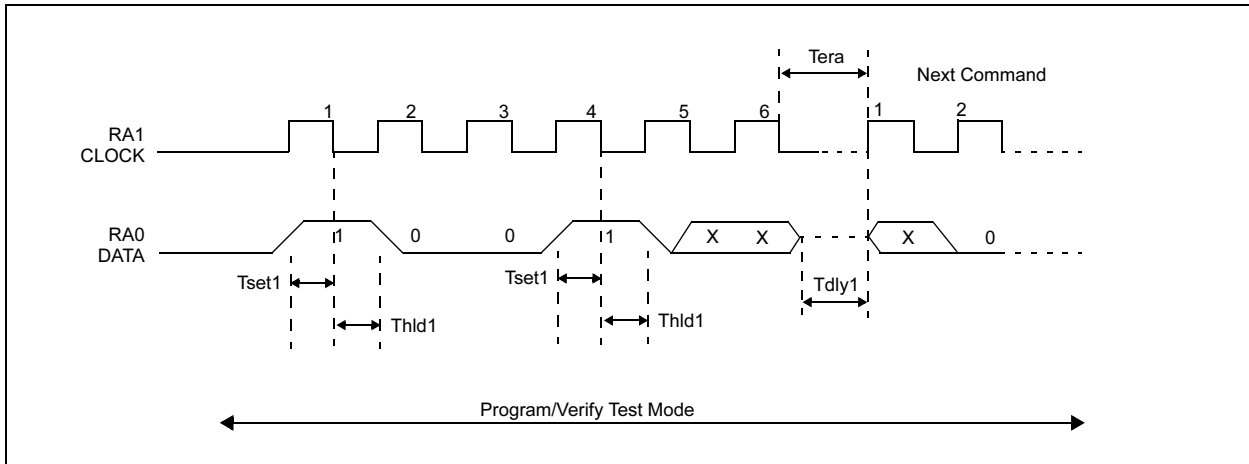 Tera
Next Command
1 2 3 4 5 6 1 2
RA1
CLOCK
RA0
DATA
1 0 0 1 X X X 0
Tset1 Tset1 Tdly1
Thld1 Thld1
Program/Verify Test Mode